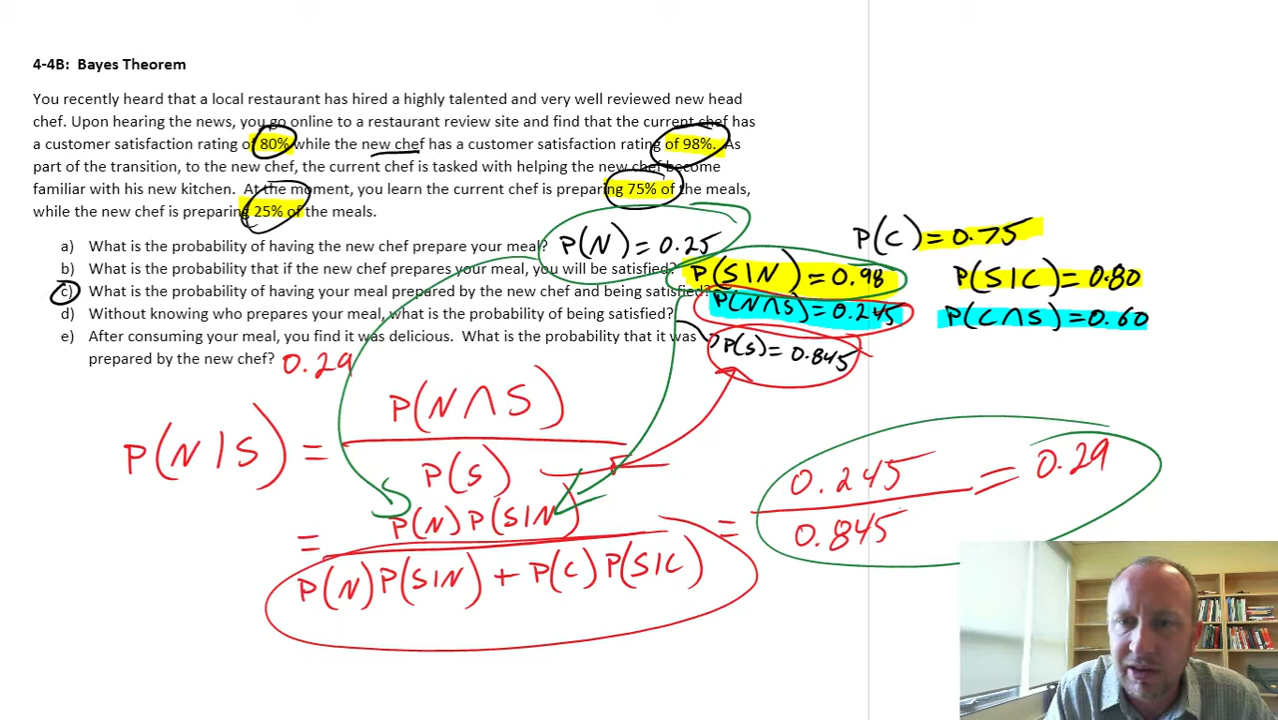 4-4B: Bayes Theorem
You recently heard that a local restaurant has hired a highly talented and very well reviewed new head
chef. Upon hearing the news, you go online to a restaurant review site and find that the current chef has
a customer satisfaction rating of 80% while the new chef has a customer satisfaction rating of 98%. As
part of the transition, to the new chef, the current chef is tasked with helping the new chef become
familiar with his new kitchen. At the moment, you learn the current chef is preparing 75% of the meals,
while the new chef is preparing 25% of the meals.
a) What is the probability of having the new chef prepare your meal? P(N) = 0.25
P(C) = 0.75
b) What is the probability that if the new chef prepares your meal, you will be satisfied? P(S|N) = 0.98
P(S|C) = 0.80
c) What is the probability of having your meal prepared by the new chef and being satisfied? P(N∩S) = 0.245
P(C∩S) = 0.60
d) Without knowing who prepares your meal, what is the probability of being satisfied? P(S) = 0.845
e) After consuming your meal, you find it was delicious. What is the probability that it was
prepared by the new chef? 0.29
P(N|S) = P(N∩S)
P(S)
= P(N)P(S|N)
P(N)P(S|N) + P(C)P(S|C)
= 0.245
0.845
= 0.29